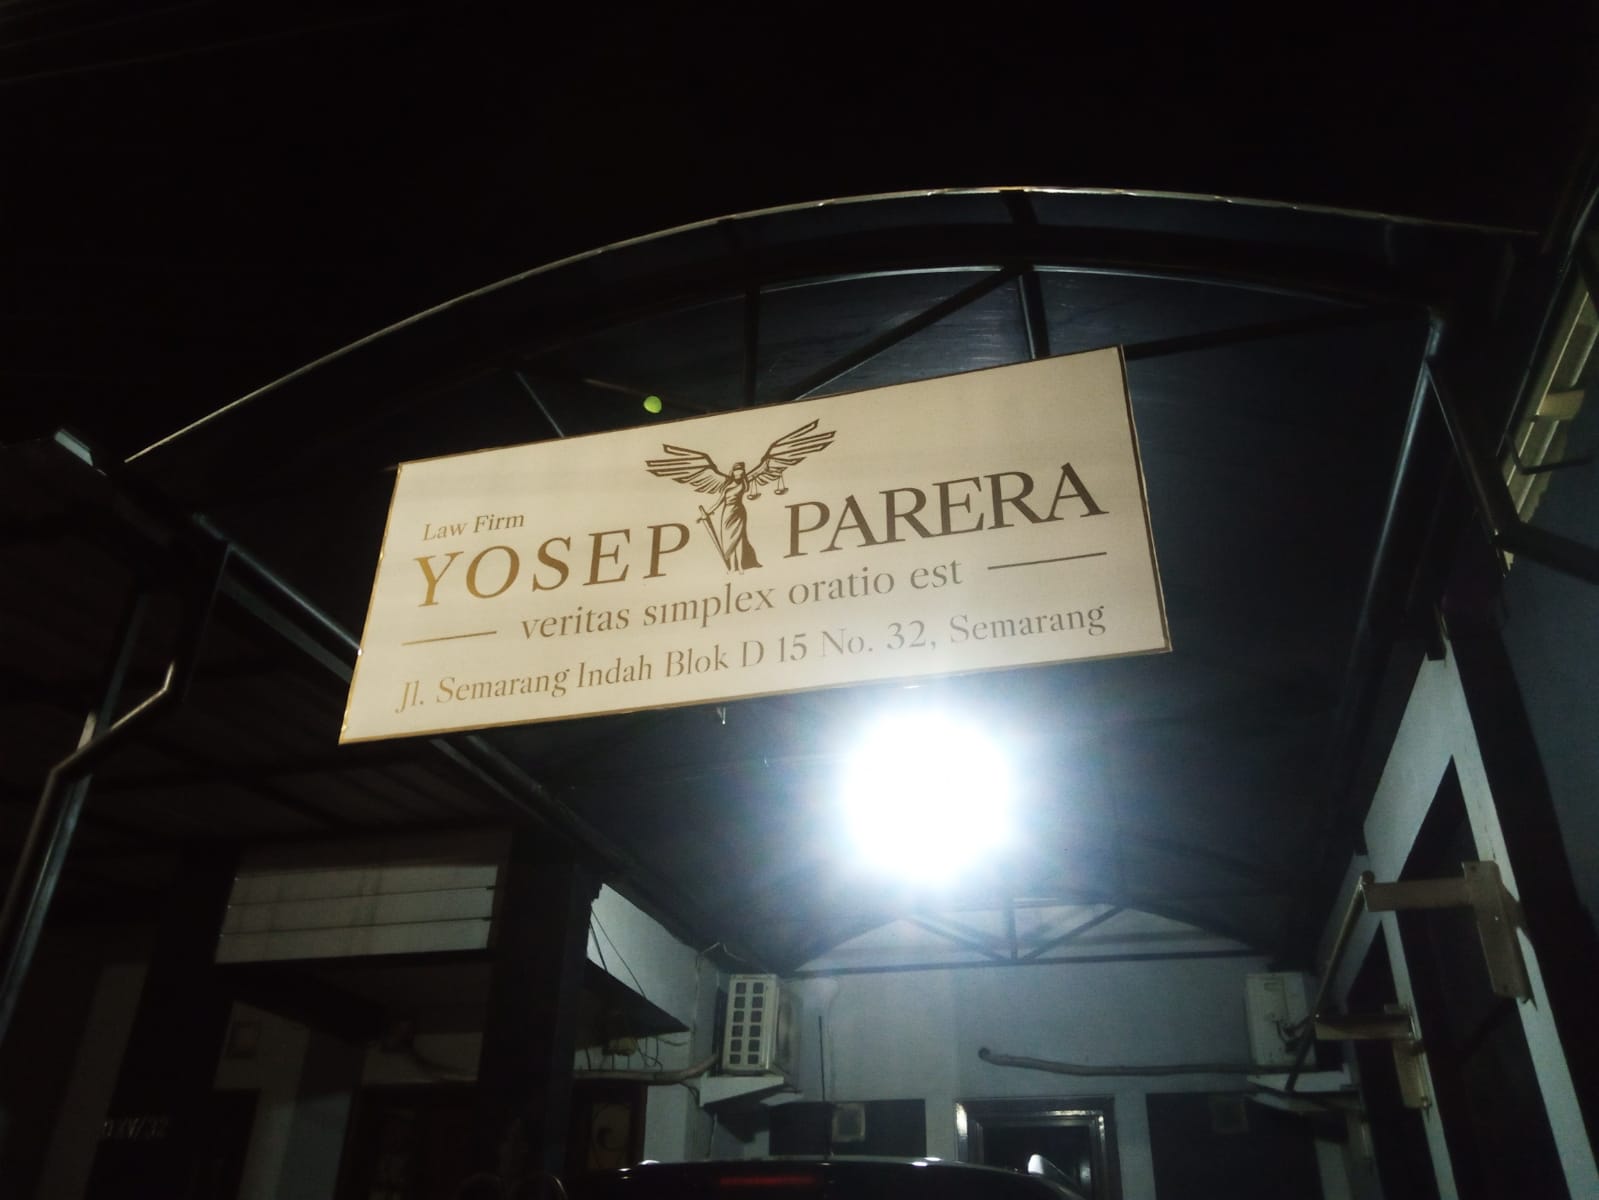 Law Firm
YOSEP PARERA
veritas simplex oratio est
Jl. Semarang Indah Blok D 15 No. 32, Semarang